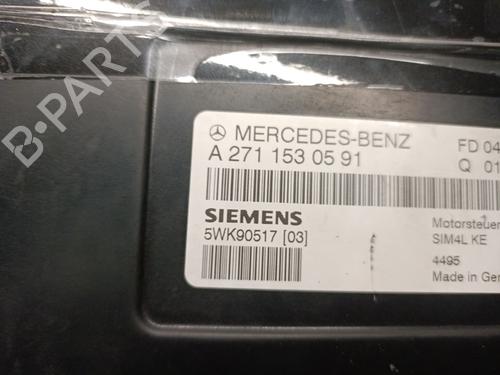 MERCEDES-BENZ FD 04
A 271 153 05 91 Q 01
SIEMENS
5WK90517 [03]
Motorsteuer
SIM4L KE
4495
Made in Ger
B-PARTS